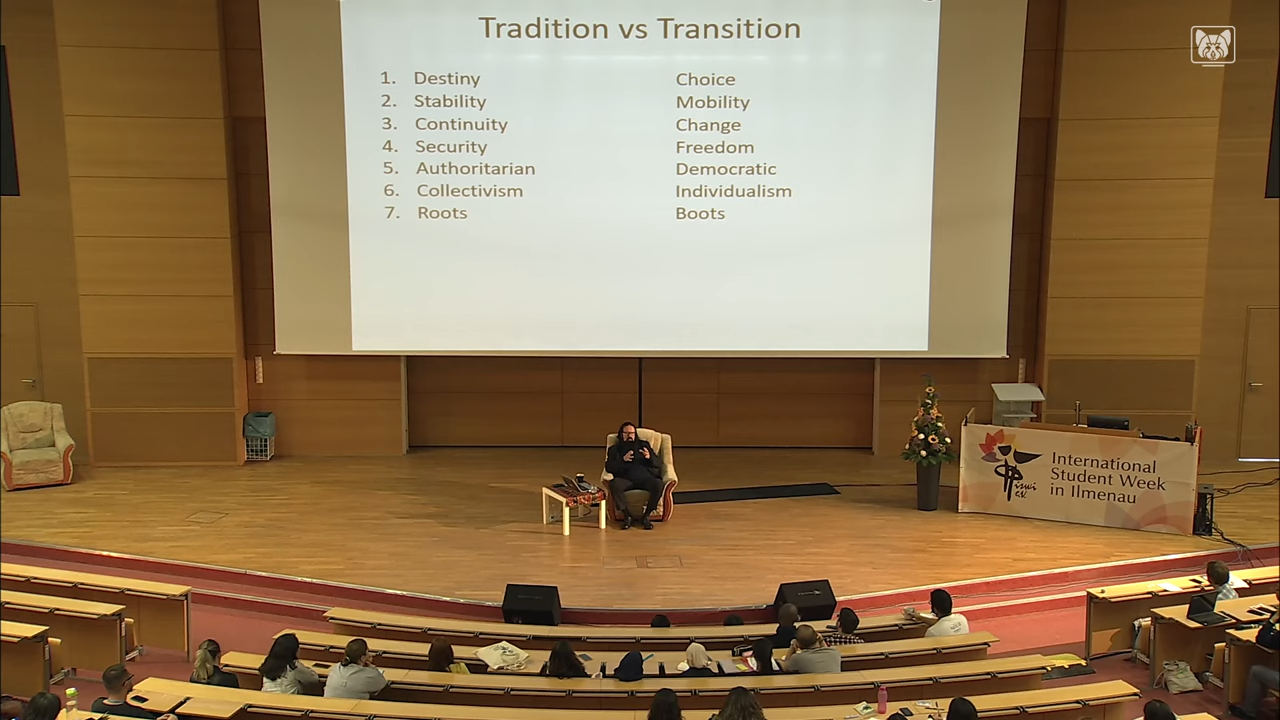 Tradition vs Transition
1. Destiny Choice
2. Stability Mobility
3. Continuity Change
4. Security Freedom
5. Authoritarian Democratic
6. Collectivism Individualism
7. Roots Boots
International
Student Week
in Ilmenau